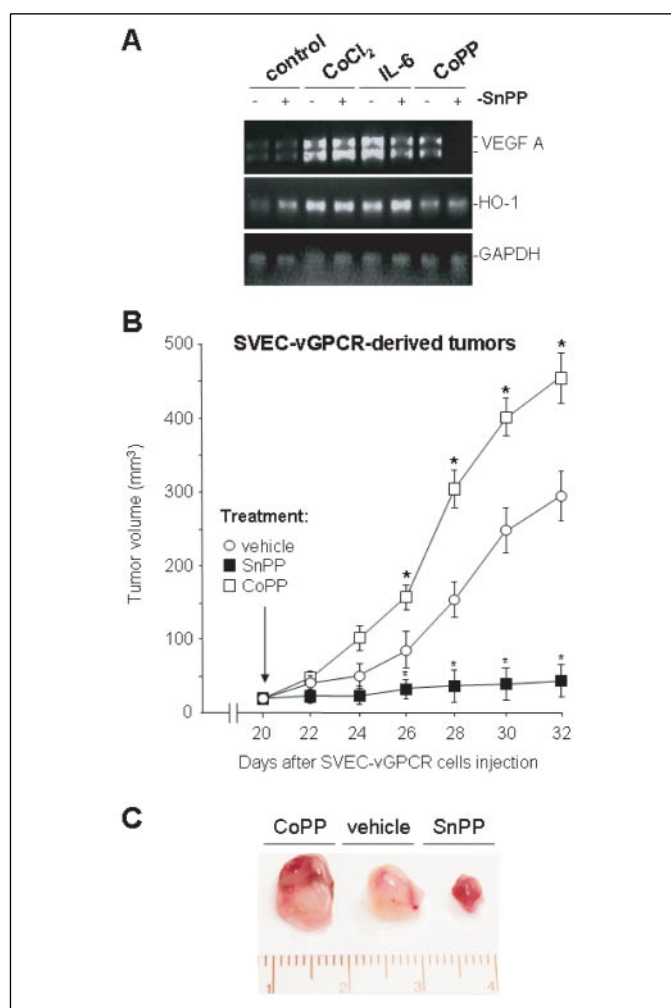 A
control CoCl₂ IL-6 CoPP
- + - + - + - + -SnPP
VEGF A
-HO-1
-GAPDH
B
SVEC-vGPCR-derived tumors
500
400
300
200
100
0
Tumor volume (mm³)
Treatment:
vehicle
SnPP
CoPP
* * * *
* * * *
20 22 24 26 28 30 32
Days after SVEC-vGPCR cells injection
C
CoPP vehicle SnPP
1 2 3 4